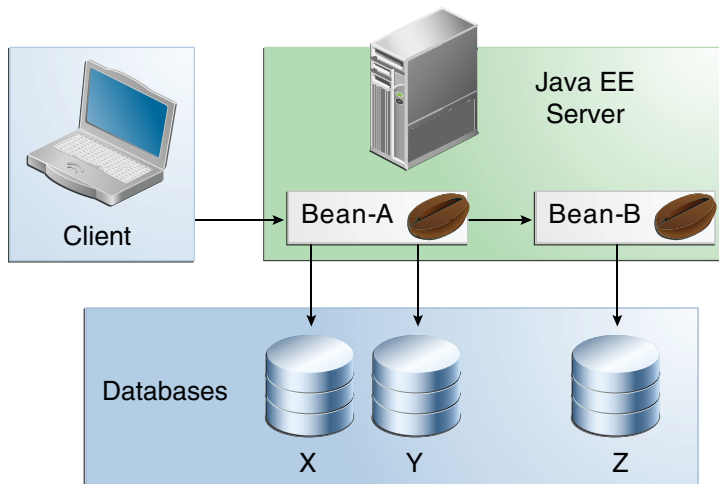 Java EE
Server
Client
Bean-A
Bean-B
Databases
X
Y
Z